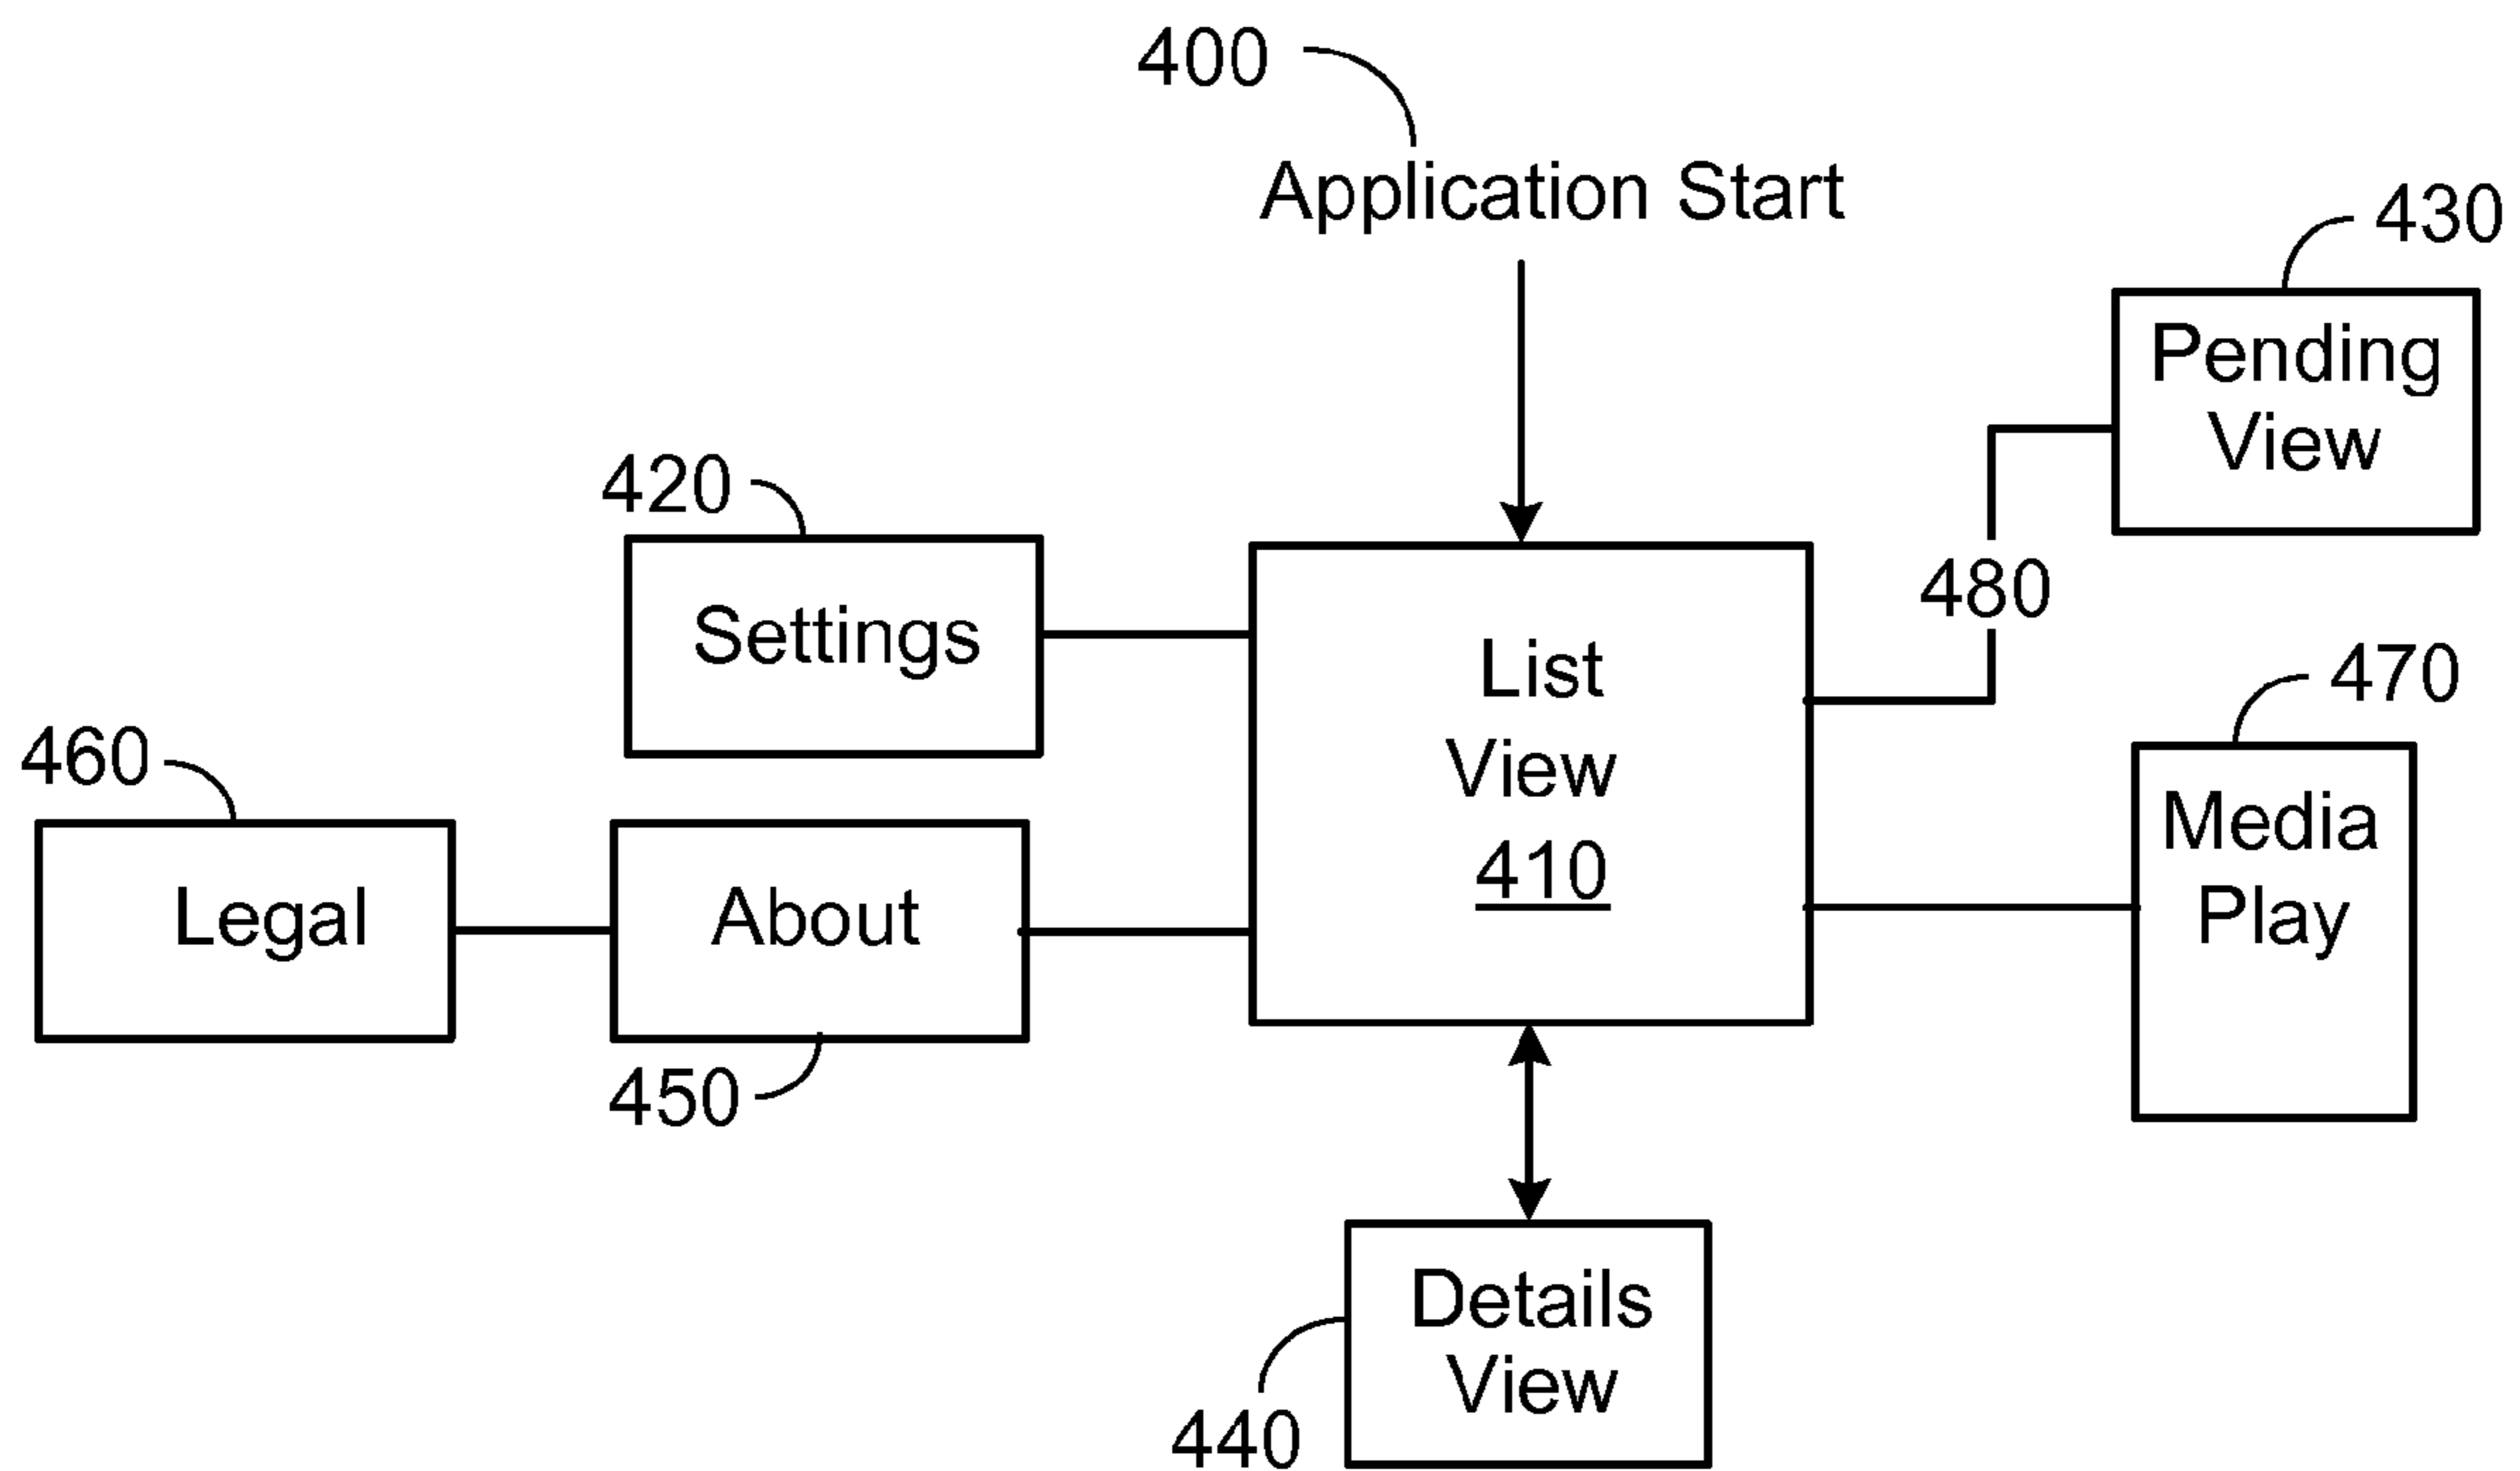 400
Application Start
430
Pending
View
420
Settings
480
List
View
410
470
Media
Play
460
Legal
About
450
Details
View
440